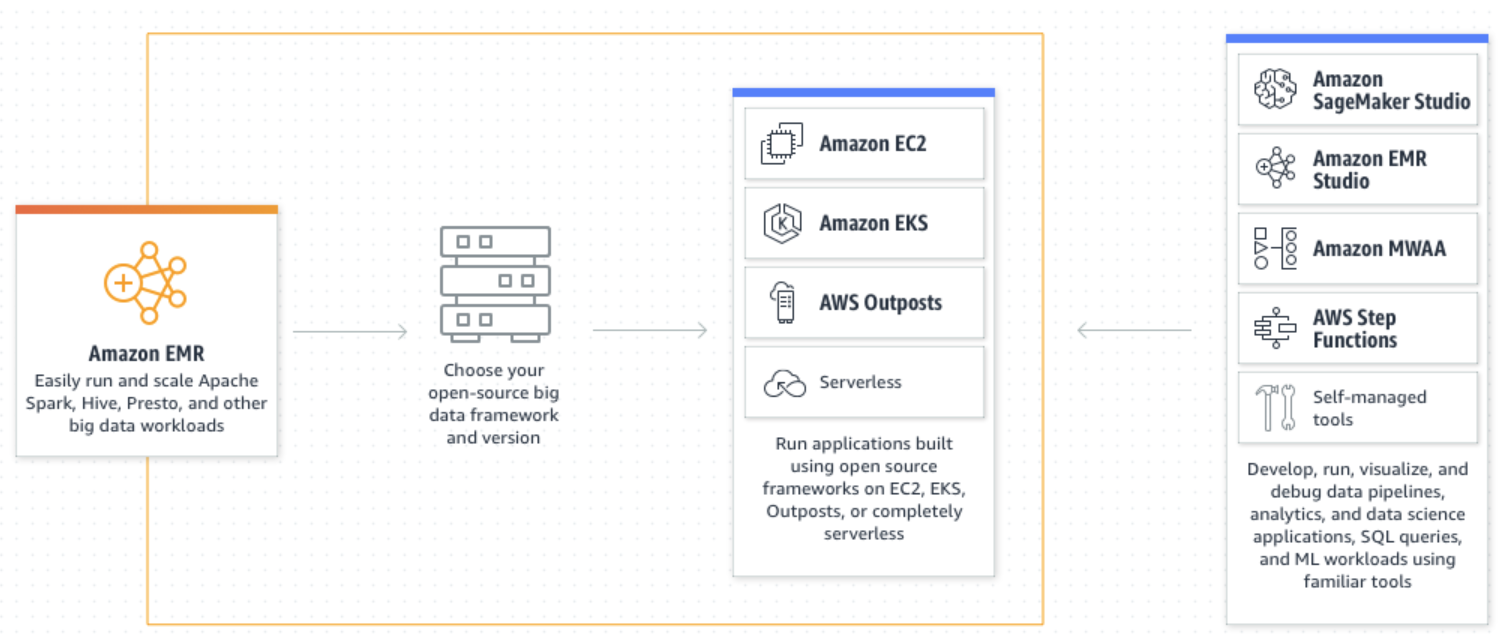 Amazon EMR
Easily run and scale Apache
Spark, Hive, Presto, and other
big data workloads
Choose your
open-source big
data framework
and version
Amazon EC2
Amazon EKS
AWS Outposts
Serverless
Run applications built
using open source
frameworks on EC2, EKS,
Outposts, or completely
serverless
Amazon
SageMaker Studio
Amazon EMR
Studio
Amazon MWAA
AWS Step
Functions
Self-managed
tools
Develop, run, visualize, and
debug data pipelines,
analytics, and data science
applications, SQL queries,
and ML workloads using
familiar tools